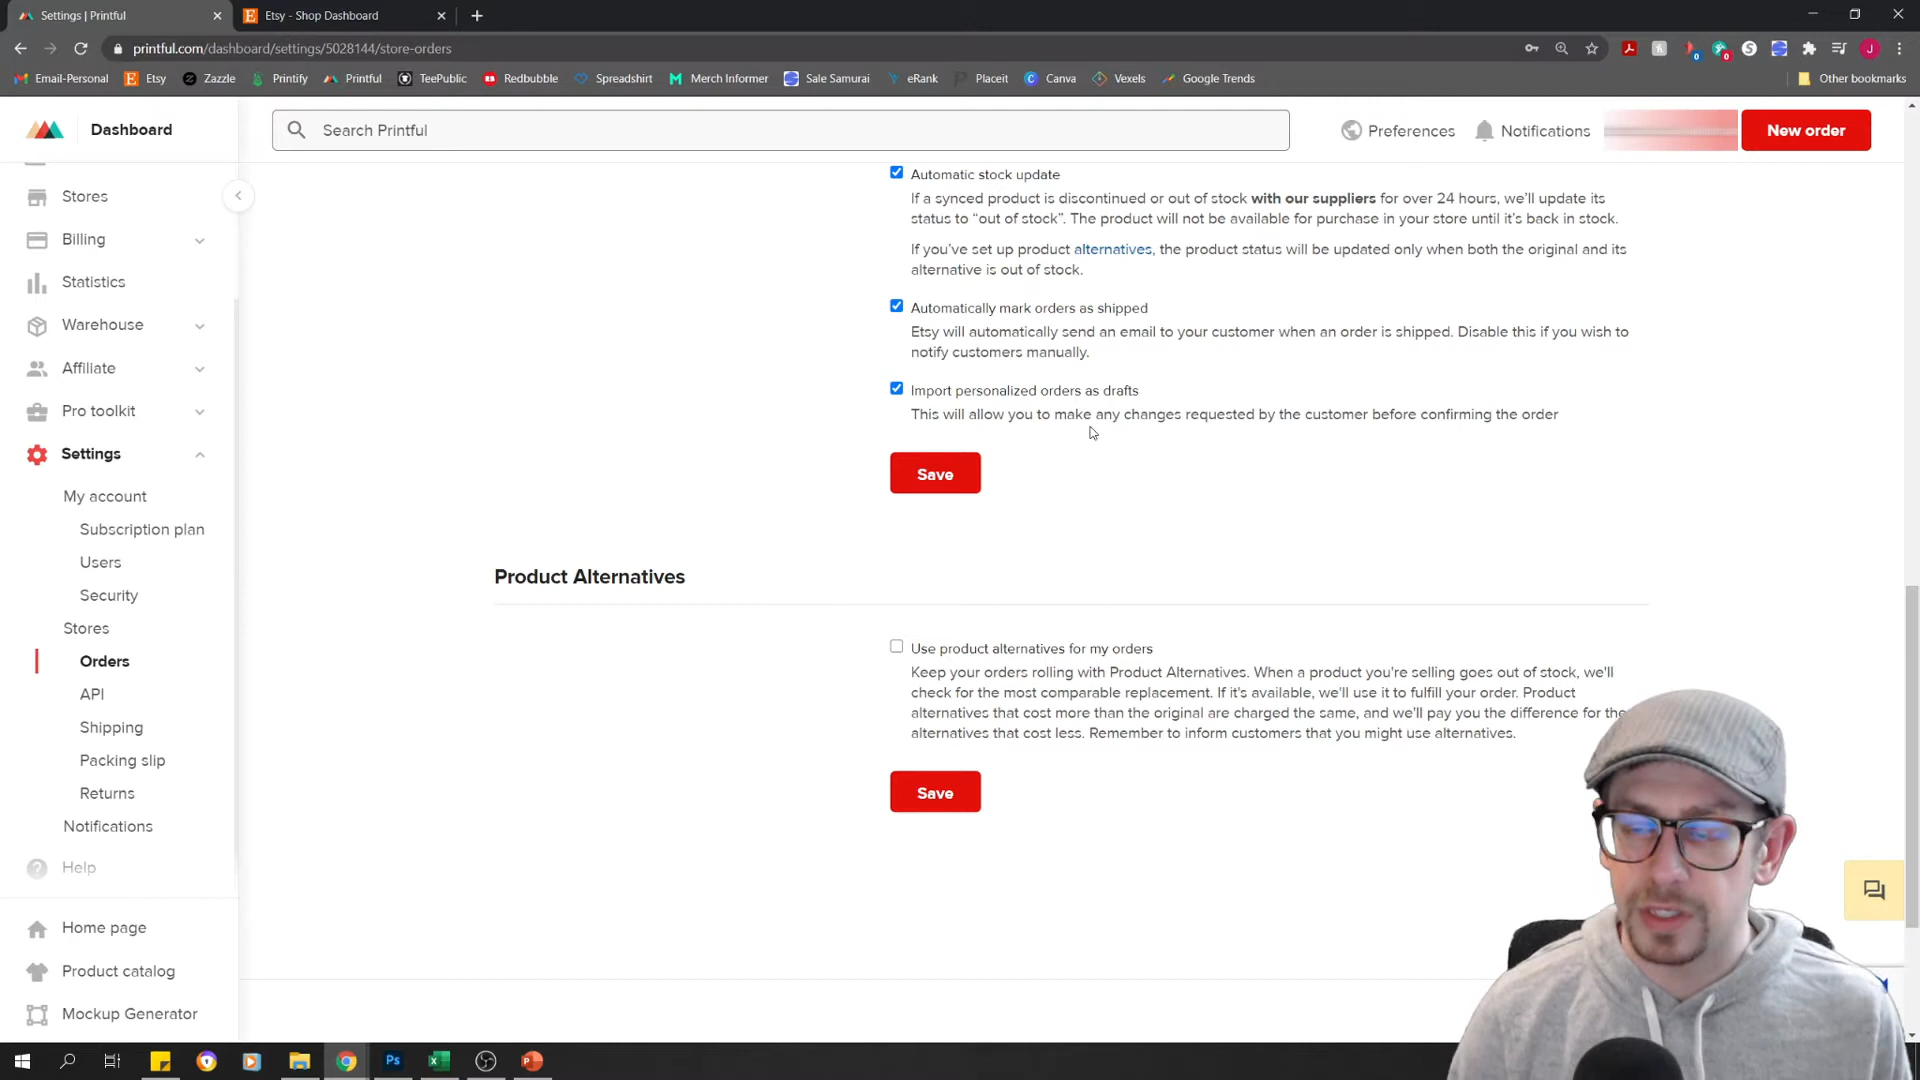 Settings | Printful
Etsy - Shop Dashboard
printful.com/dashboard/settings/5028144/store-orders
Email-Personal
Etsy
Zazzle
Printify
Printful
TeePublic
Redbubble
Spreadshirt
Merch Informer
Sale Samurai
eRank
Placeit
Canva
Vexels
Google Trends
Other bookmarks
Dashboard
Search Printful
Preferences
Notifications
New order
Stores
Billing
Statistics
Warehouse
Affiliate
Pro toolkit
Settings
My account
Subscription plan
Users
Security
Stores
Orders
API
Shipping
Packing slip
Returns
Notifications
Help
Home page
Product catalog
Mockup Generator
Automatic stock update
If a synced product is discontinued or out of stock with our suppliers for over 24 hours, we'll update its
status to “out of stock”. The product will not be available for purchase in your store until it's back in stock.
If you've set up product alternatives, the product status will be updated only when both the original and its
alternative is out of stock.
Automatically mark orders as shipped
Etsy will automatically send an email to your customer when an order is shipped. Disable this if you wish to
notify customers manually.
Import personalized orders as drafts
This will allow you to make any changes requested by the customer before confirming the order
Save
Product Alternatives
Use product alternatives for my orders
Keep your orders rolling with Product Alternatives. When a product you're selling goes out of stock, we'll
check for the most comparable replacement. If it's available, we'll use it to fulfill your order. Product
alternatives that cost more than the original are charged the same, and we'll pay you the difference for the
alternatives that cost less. Remember to inform customers that you might use alternatives.
Save